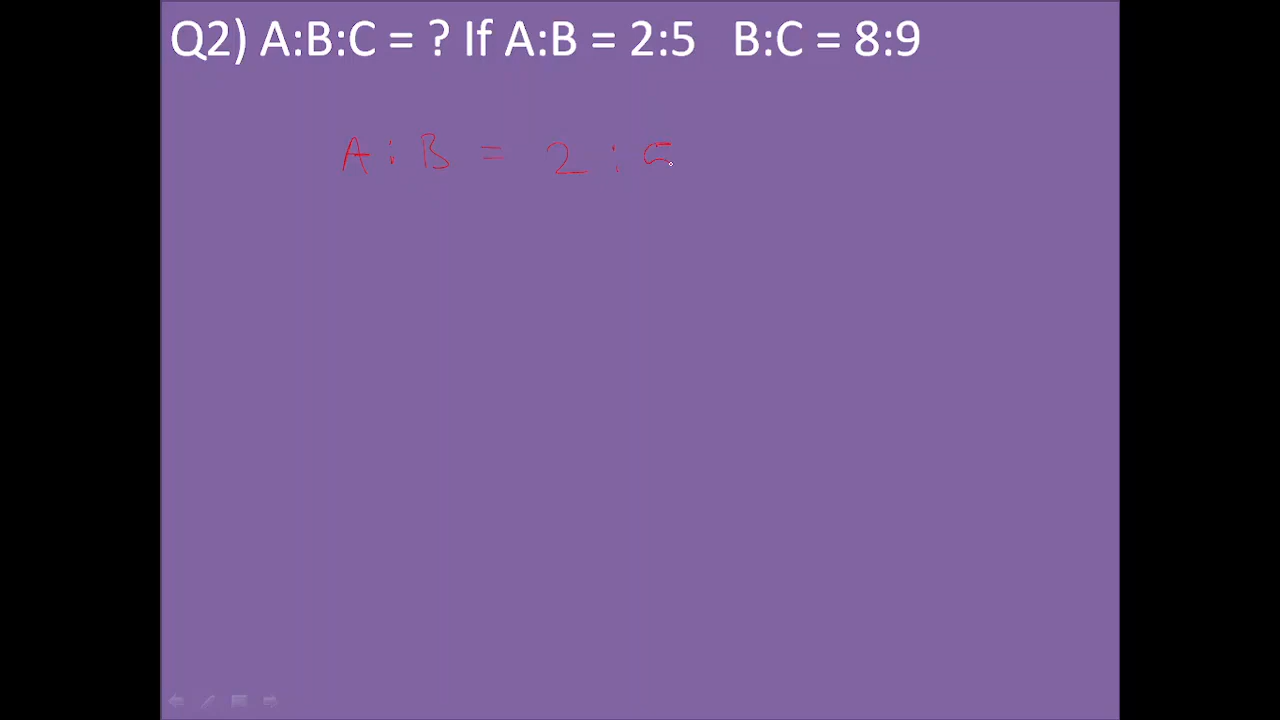 Q2) A:B:C = ? If A:B = 2:5 B:C = 8:9
A : B = 2 : 5